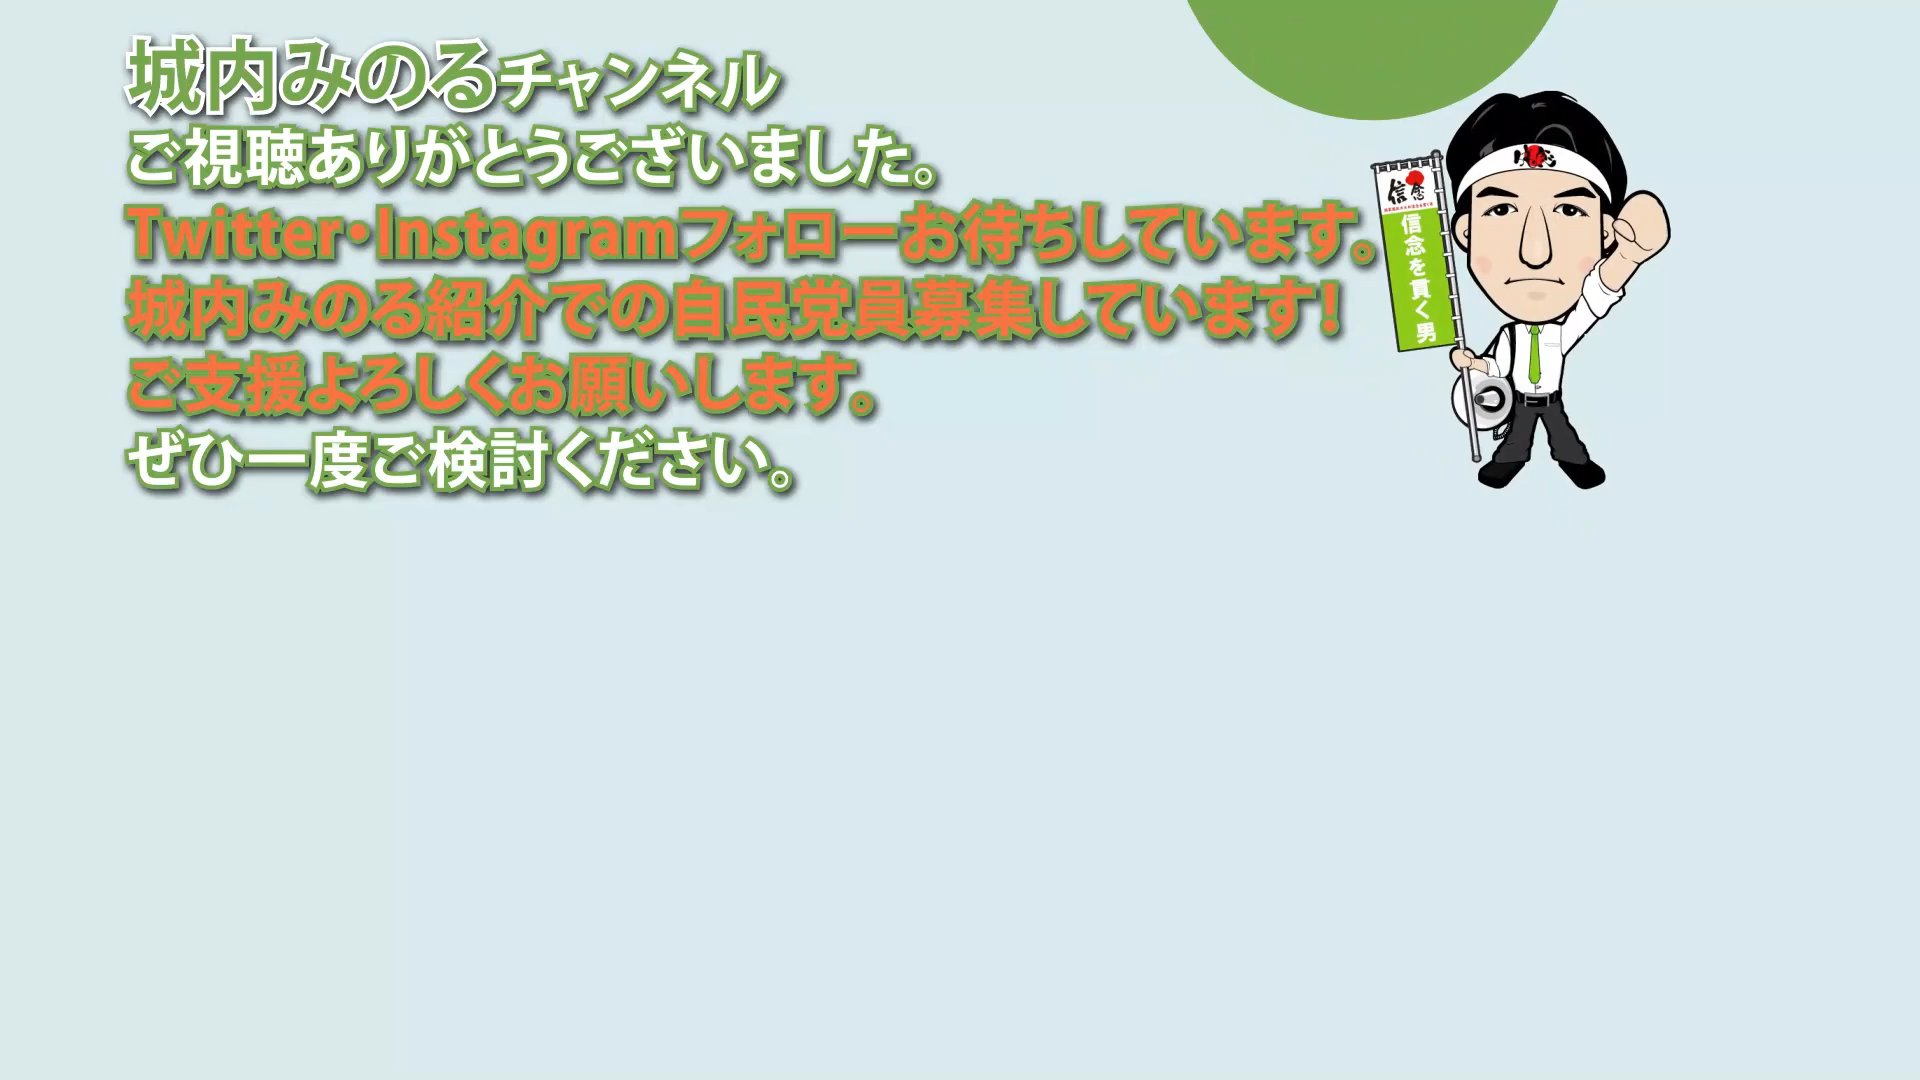 城内みのるチャンネル
ご視聴ありがとうございました。
Twitter・Instagramフォローお待ちしています。
城内みのる紹介での自民党員募集しています!
ご支援よろしくお願いします。
ぜひ一度ご検討ください。
信念
信念を貫く男